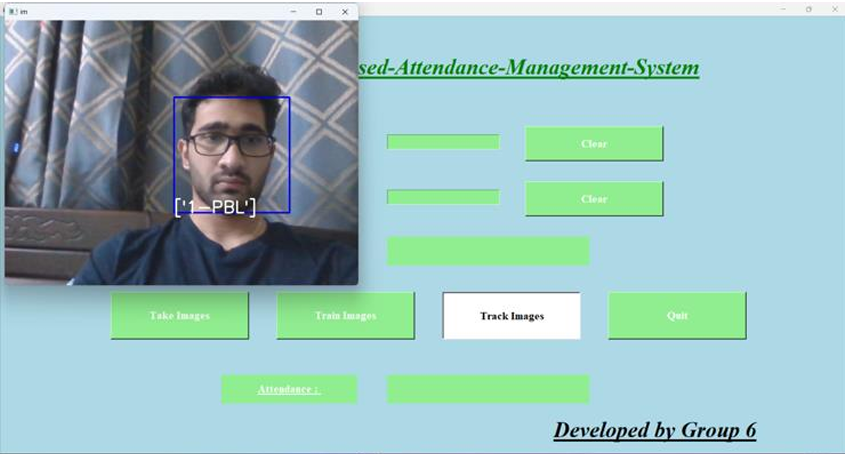 im
sed-Attendance-Management-System
Clear
Clear
['1-PBL']
Take Images
Train Images
Track Images
Quit
Attendance :
Developed by Group 6